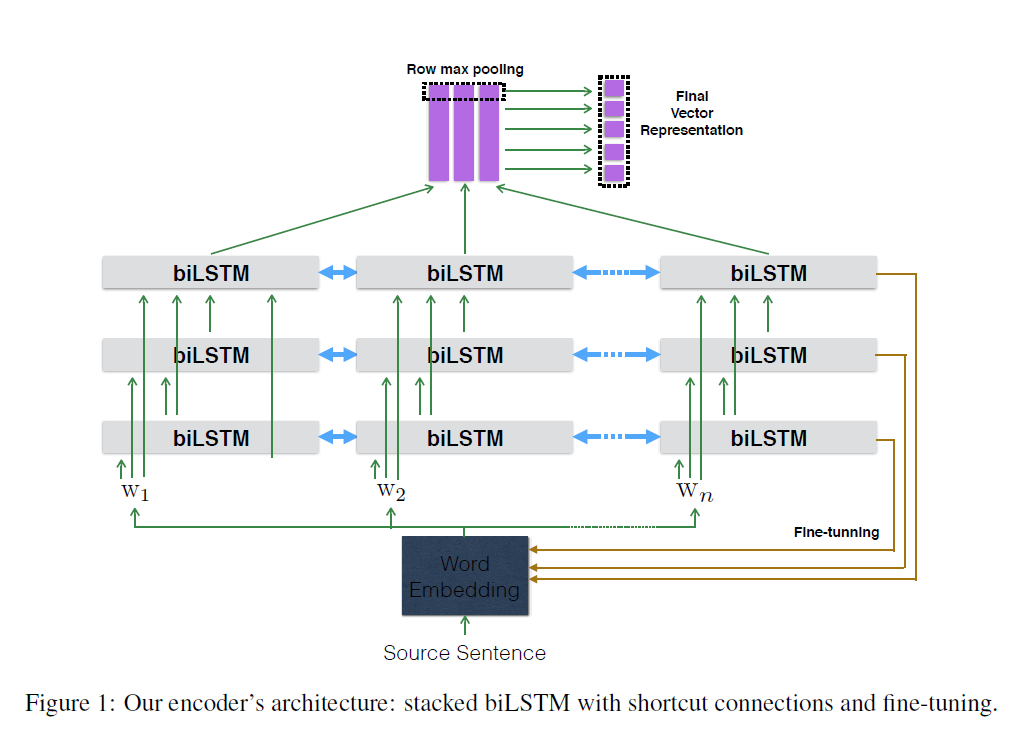 Row max pooling
Final
Vector
Representation
biLSTM biLSTM biLSTM
biLSTM biLSTM biLSTM
biLSTM biLSTM biLSTM
w1 w2 wn
Fine-tunning
Word
Embedding
Source Sentence
Figure 1: Our encoder's architecture: stacked biLSTM with shortcut connections and fine-tuning.